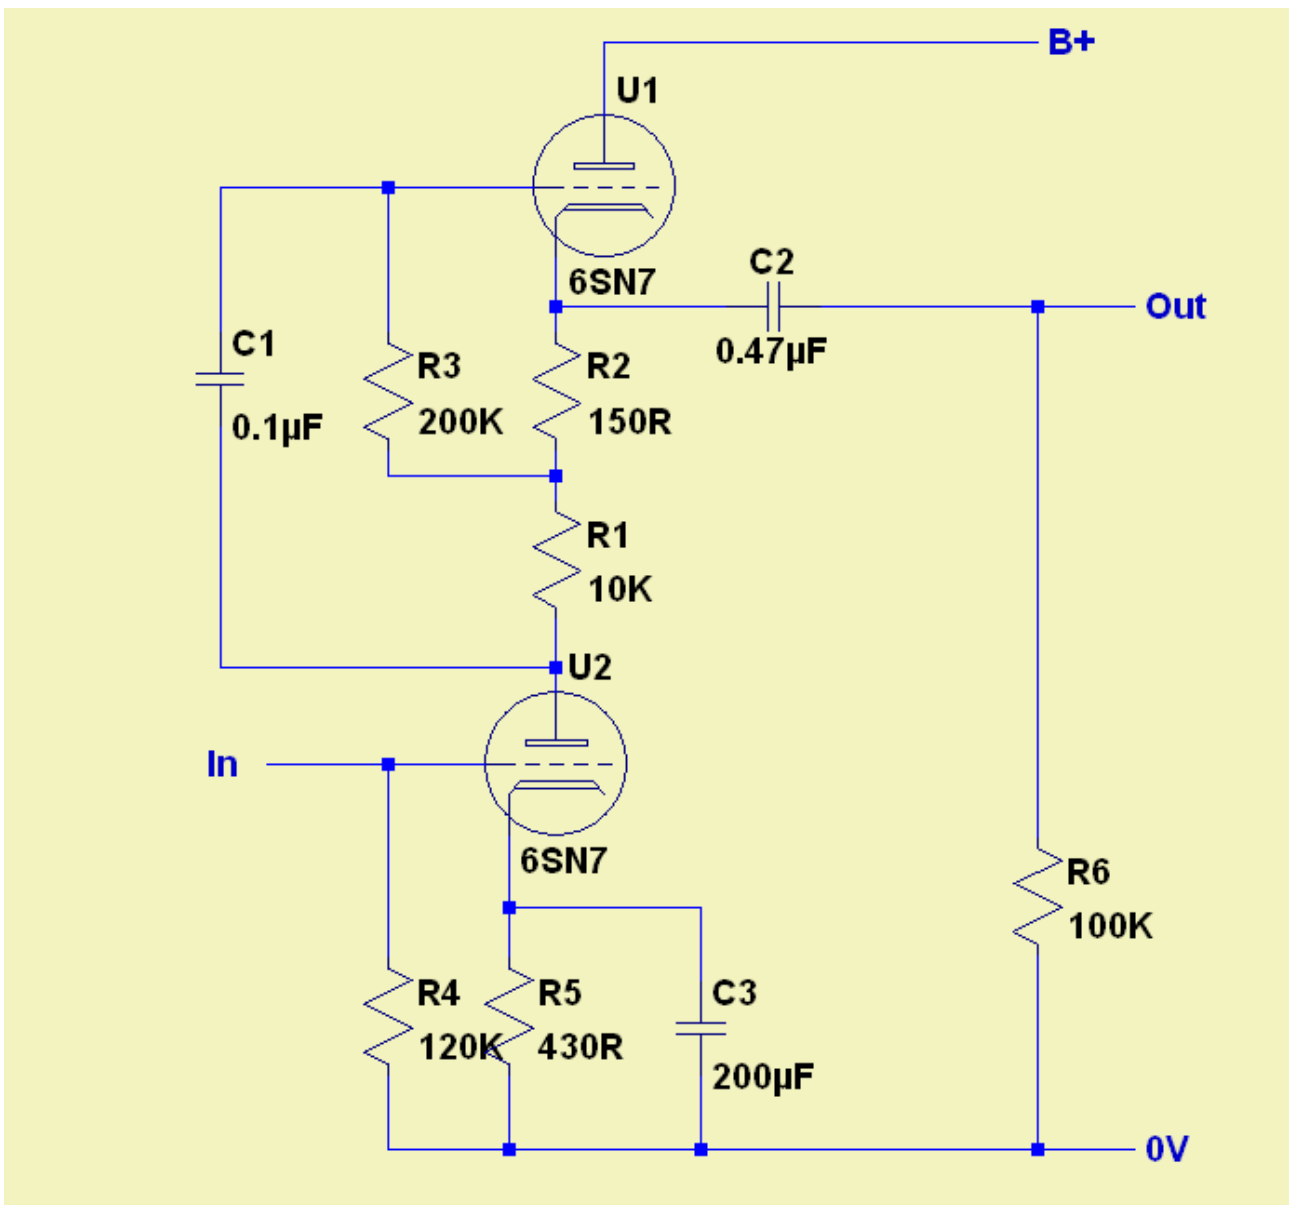 B+
U1
6SN7
C2
0.47µF
Out
C1
0.1µF
R3
200K
R2
150R
R1
10K
U2
In
6SN7
R6
100K
R4
120K
R5
430R
C3
200µF
0V